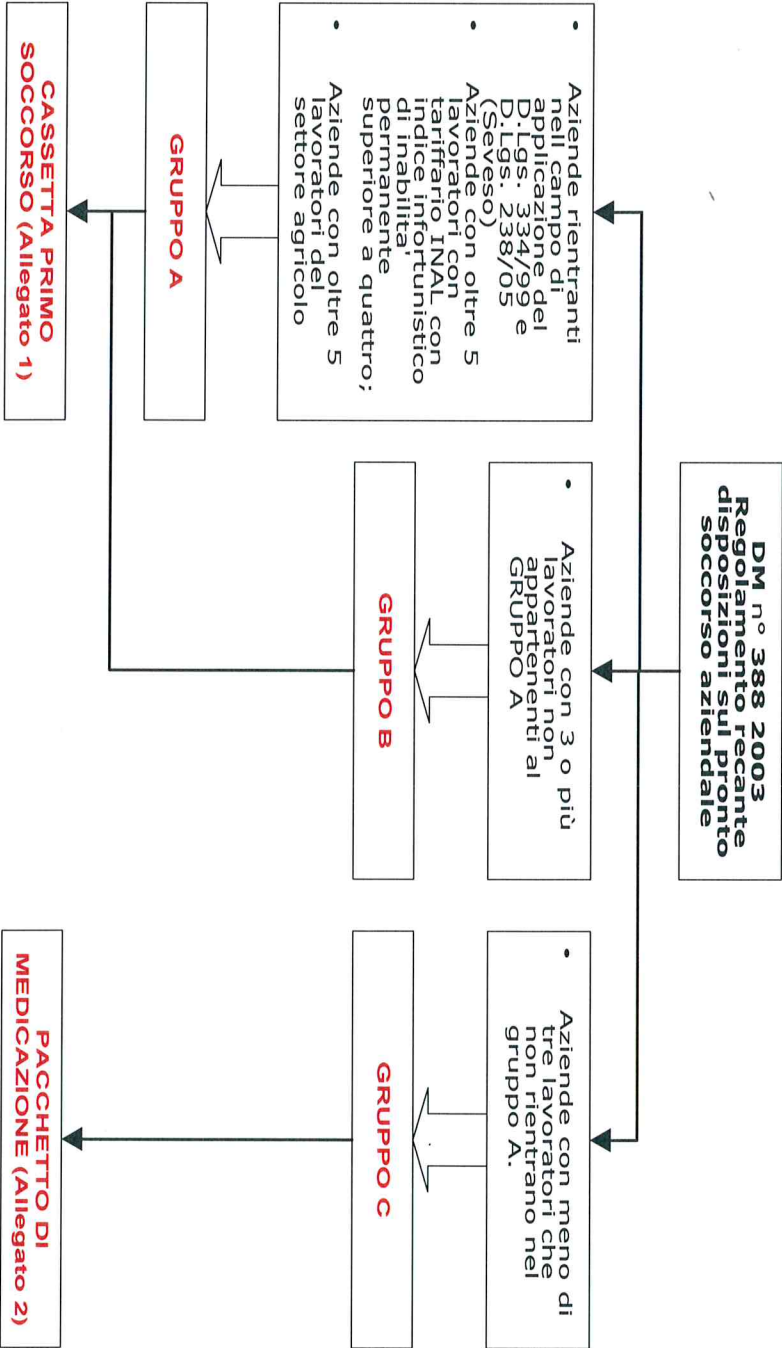 DM n° 388 2003
Regolamento recante
disposizioni sul pronto
soccorso aziendale
• Aziende rientranti
nell campo di
applicazione del
D.Lgs. 334/99 e
D.Lgs. 238/05
(Seveso)
• Aziende con oltre 5
lavoratori con
tariffario INAL con
indice infortunistico
di inabilita'
permanente
superiore a quattro;
• Aziende con oltre 5
lavoratori del
settore agricolo
GRUPPO A
CASSETTA PRIMO
SOCCORSO (Allegato 1)
• Aziende con 3 o più
lavoratori non
appartenenti al
GRUPPO A
GRUPPO B
• Aziende con meno di
tre lavoratori che
non rientrano nel
gruppo A.
GRUPPO C
PACCHETTO DI
MEDICAZIONE (Allegato 2)